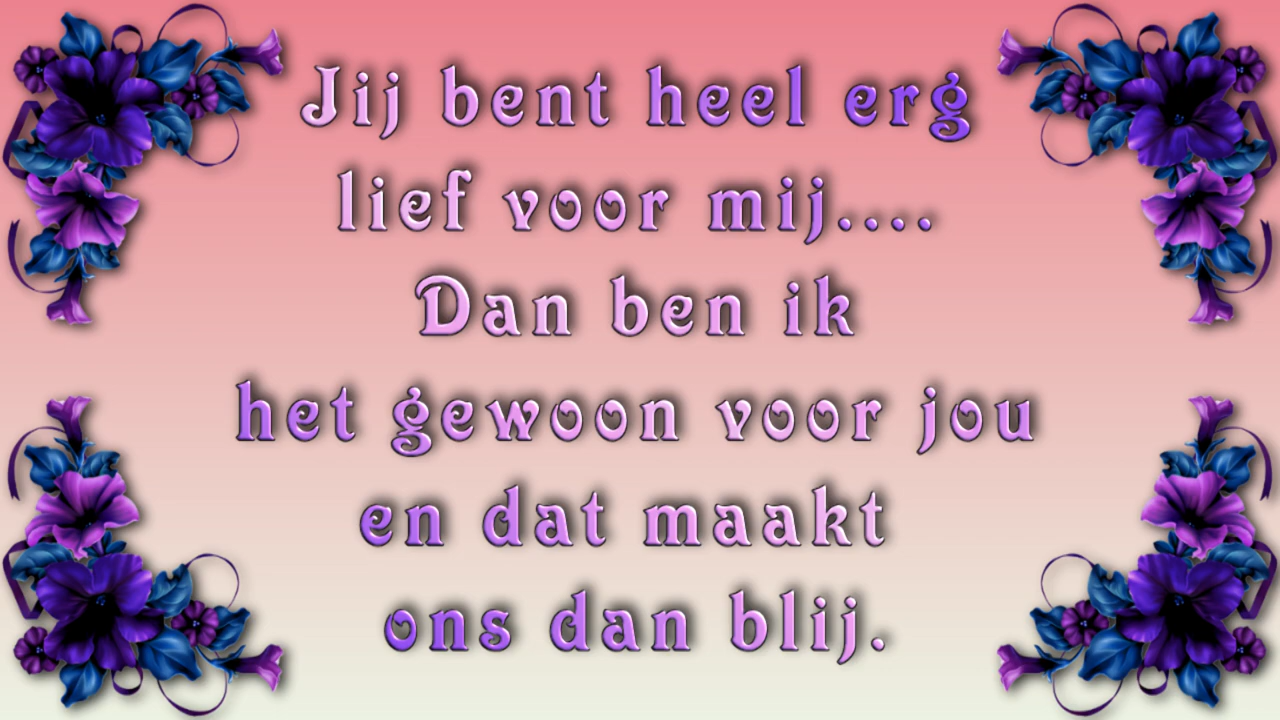 Jij bent heel erg
lief voor mij....
Dan ben ik
het gewoon voor jou
en dat maakt
ons dan blij.